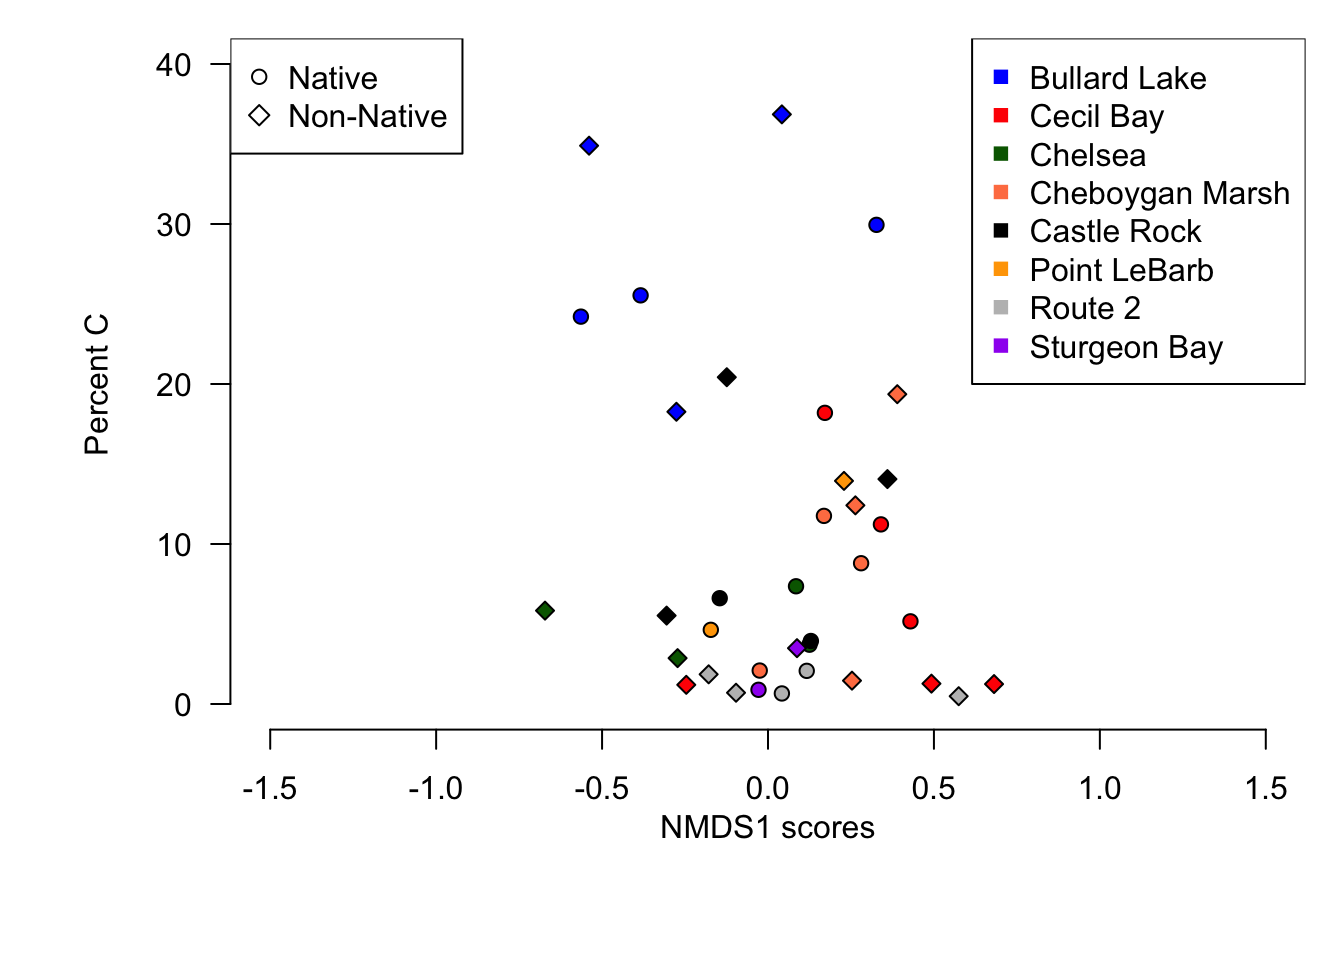 Native
Non-Native
Bullard Lake
Cecil Bay
Chelsea
Cheboygan Marsh
Castle Rock
Point LeBarb
Route 2
Sturgeon Bay
40
30
20
10
0
Percent C
-1.5 -1.0 -0.5 0.0 0.5 1.0 1.5
NMDS1 scores